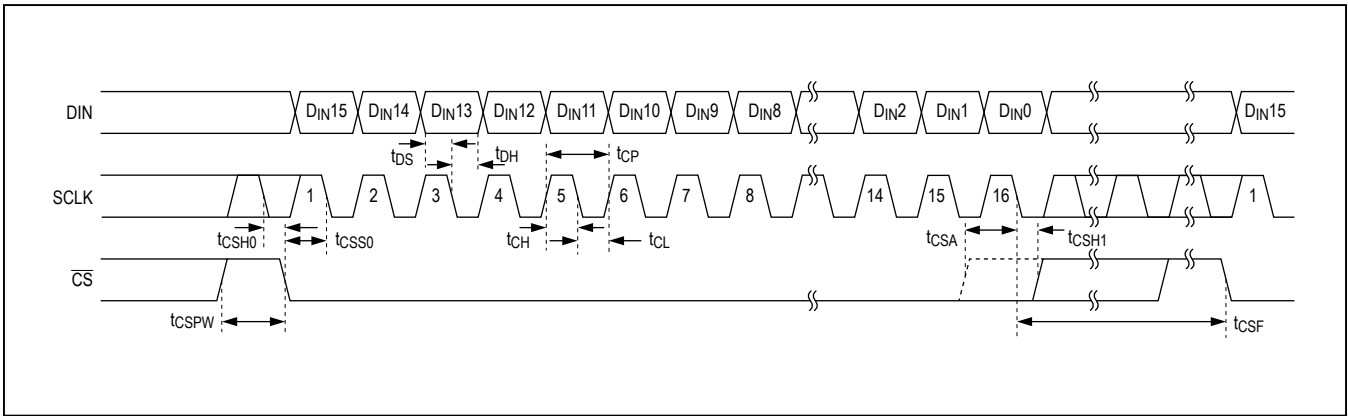 DIN DIN15 DIN14 DIN13 DIN12 DIN11 DIN10 DIN9 DIN8 DIN2 DIN1 DIN0 DIN15
tDS tDH tCP
SCLK 1 2 3 4 5 6 7 8 14 15 16 1
tCSH0 tCSS0 tCH tCL tCSA tCSH1
CS
tCSPW tCSF